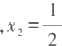 , x₂ = 1/2